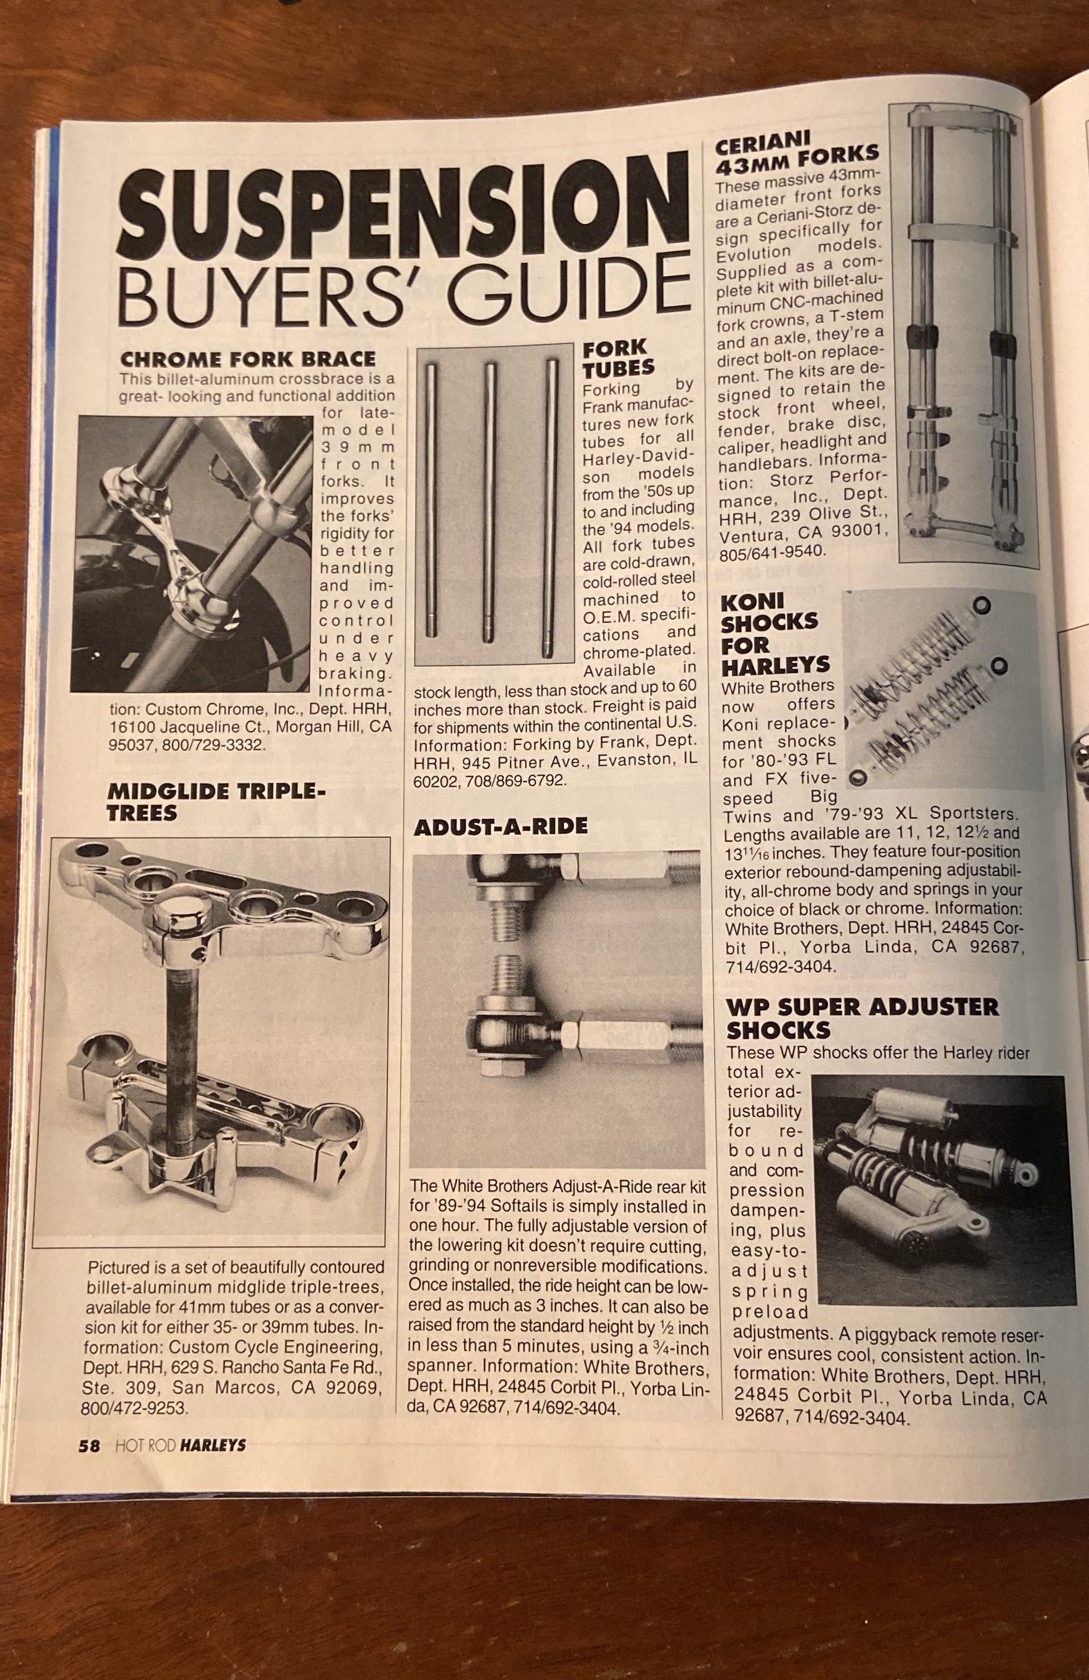 SUSPENSION
BUYERS' GUIDE
CHROME FORK BRACE
This billet-aluminum crossbrace is a
great- looking and functional addition
for late-
model
39mm
front
forks. It
improves
the forks'
rigidity for
better
handling
and im-
proved
control
under
heavy
braking.
Informa-
tion: Custom Chrome, Inc., Dept. HRH,
16100 Jacqueline Ct., Morgan Hill, CA
95037, 800/729-3332.
MIDGLIDE TRIPLE-
TREES
Pictured is a set of beautifully contoured
billet-aluminum midglide triple-trees,
available for 41mm tubes or as a conver-
sion kit for either 35- or 39mm tubes. In-
formation: Custom Cycle Engineering,
Dept. HRH, 629 S. Rancho Santa Fe Rd.,
Ste. 309, San Marcos, CA 92069,
800/472-9253.
FORK
TUBES
Forking by
Frank manufac-
tures new fork
tubes for all
Harley-David-
son models
from the '50s up
to and including
the '94 models.
All fork tubes
are cold-drawn,
cold-rolled steel
machined to
O.E.M. specifi-
cations and
chrome-plated.
Available in
stock length, less than stock and up to 60
inches more than stock. Freight is paid
for shipments within the continental U.S.
Information: Forking by Frank, Dept.
HRH, 945 Pitner Ave., Evanston, IL
60202, 708/869-6792.
ADUST-A-RIDE
The White Brothers Adjust-A-Ride rear kit
for '89-'94 Softails is simply installed in
one hour. The fully adjustable version of
the lowering kit doesn't require cutting,
grinding or nonreversible modifications.
Once installed, the ride height can be low-
ered as much as 3 inches. It can also be
raised from the standard height by ½ inch
in less than 5 minutes, using a ¾-inch
spanner. Information: White Brothers,
Dept. HRH, 24845 Corbit Pl., Yorba Lin-
da, CA 92687, 714/692-3404.
CERIANI
43MM FORKS
These massive 43mm-
diameter front forks
are a Ceriani-Storz de-
sign specifically for
Evolution models.
Supplied as a com-
plete kit with billet-alu-
minum CNC-machined
fork crowns, a T-stem
and an axle, they're a
direct bolt-on replace-
ment. The kits are de-
signed to retain the
stock front wheel,
fender, brake disc,
caliper, headlight and
handlebars. Informa-
tion: Storz Perfor-
mance, Inc., Dept.
HRH, 239 Olive St.,
Ventura, CA 93001,
805/641-9540.
KONI
SHOCKS
FOR
HARLEYS
White Brothers
now offers
Koni replace-
ment shocks
for '80-'93 FL
and FX five-
speed Big
Twins and '79-'93 XL Sportsters.
Lengths available are 11, 12, 12½ and
13¹¹⁄₁₆ inches. They feature four-position
exterior rebound-dampening adjustabil-
ity, all-chrome body and springs in your
choice of black or chrome. Information:
White Brothers, Dept. HRH, 24845 Cor-
bit Pl., Yorba Linda, CA 92687,
714/692-3404.
WP SUPER ADJUSTER
SHOCKS
These WP shocks offer the Harley rider
total ex-
terior ad-
justability
for re-
bound
and com-
pression
dampen-
ing, plus
easy-to-
adjust
spring
preload
adjustments. A piggyback remote reser-
voir ensures cool, consistent action. In-
formation: White Brothers, Dept. HRH,
24845 Corbit Pl., Yorba Linda, CA
92687, 714/692-3404.
58 HOT ROD HARLEYS